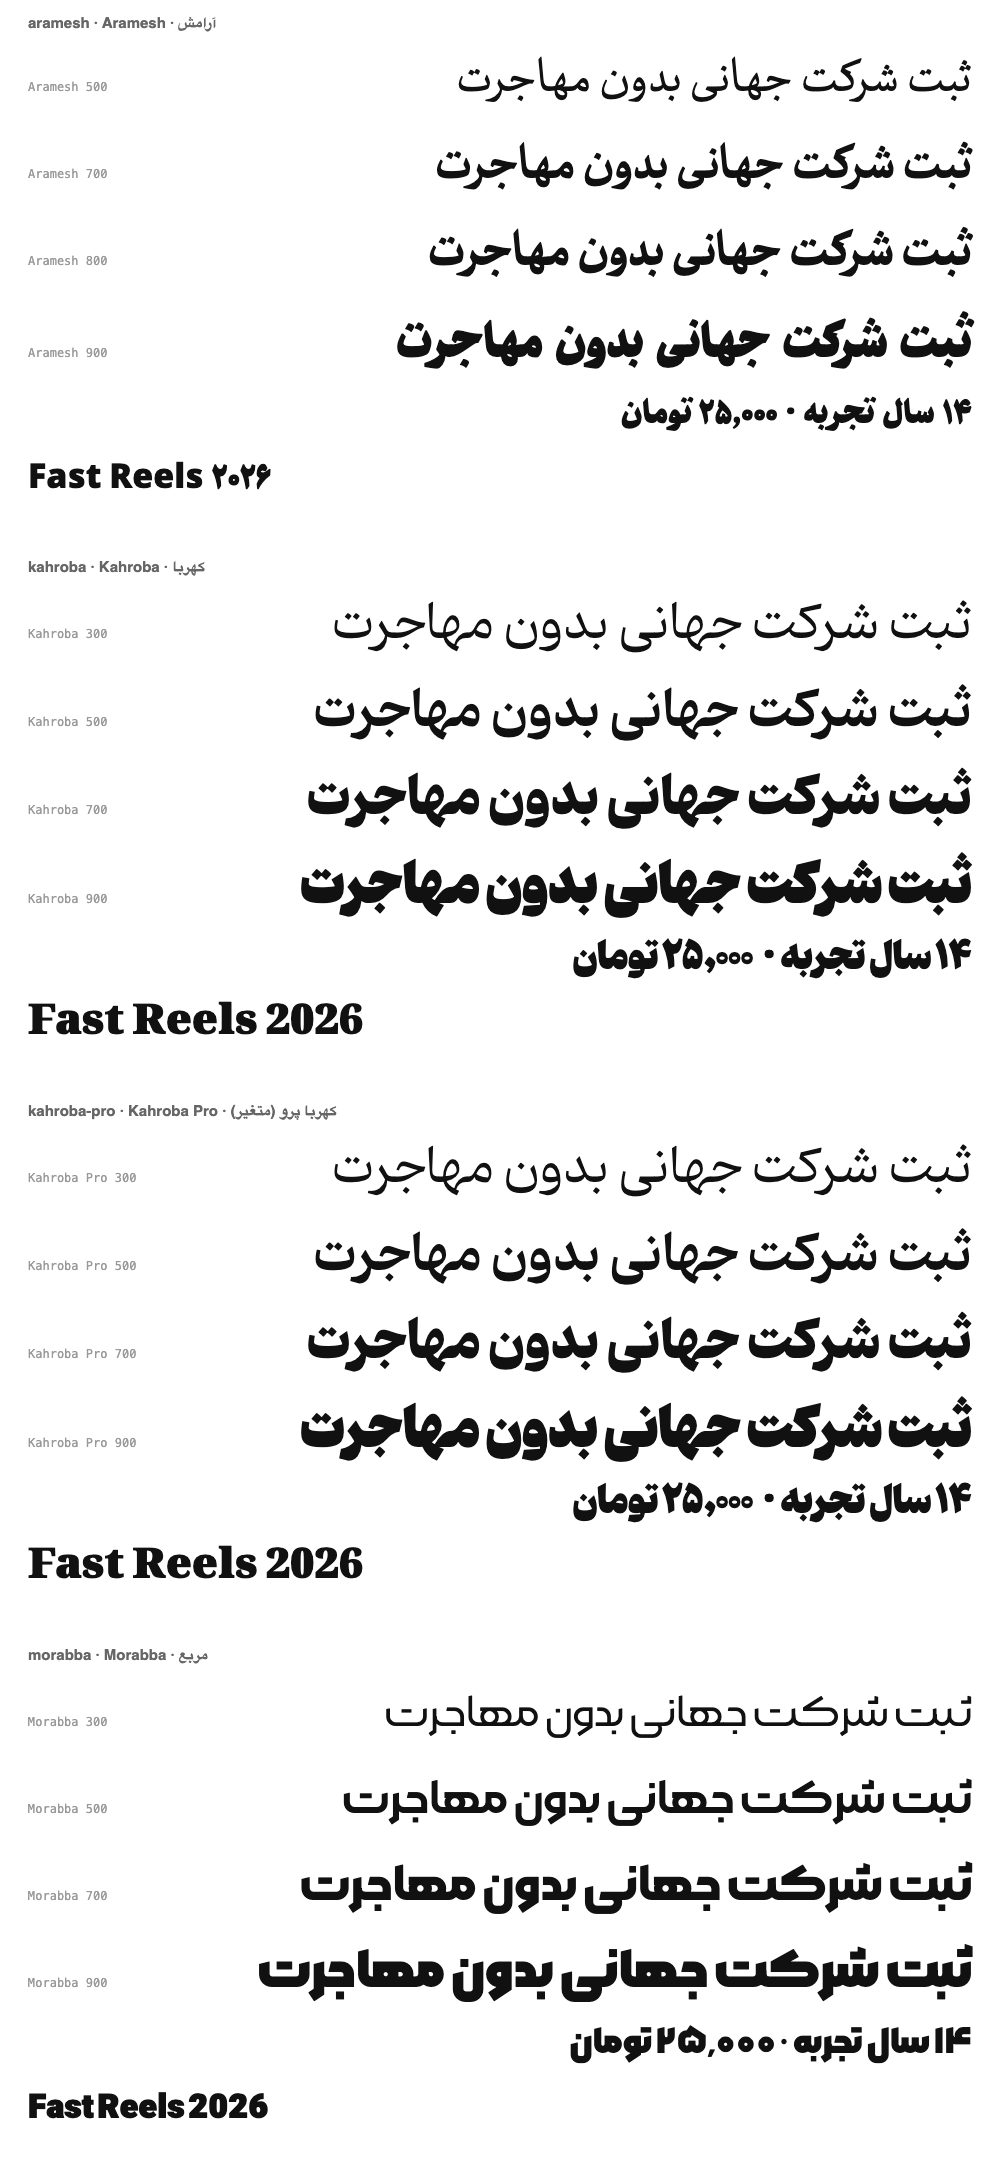 aramesh · Aramesh · آرامش
Aramesh 500
ثبت شرکت جهانی بدون مهاجرت
Aramesh 700
ثبت شرکت جهانی بدون مهاجرت
Aramesh 800
ثبت شرکت جهانی بدون مهاجرت
Aramesh 900
ثبت شرکت جهانی بدون مهاجرت
۱۴ سال تجربه · ۲۵,۰۰۰ تومان
Fast Reels ۲۰۲۶
kahroba · Kahroba · کهربا
Kahroba 300
ثبت شرکت جهانی بدون مهاجرت
Kahroba 500
ثبت شرکت جهانی بدون مهاجرت
Kahroba 700
ثبت شرکت جهانی بدون مهاجرت
Kahroba 900
ثبت شرکت جهانی بدون مهاجرت
۱۴ سال تجربه · ۲۵,۰۰۰ تومان
Fast Reels 2026
kahroba-pro · Kahroba Pro · کهربا پرو (متغیر)
Kahroba Pro 300
ثبت شرکت جهانی بدون مهاجرت
Kahroba Pro 500
ثبت شرکت جهانی بدون مهاجرت
Kahroba Pro 700
ثبت شرکت جهانی بدون مهاجرت
Kahroba Pro 900
ثبت شرکت جهانی بدون مهاجرت
۱۴ سال تجربه · ۲۵,۰۰۰ تومان
Fast Reels 2026
morabba · Morabba · مربع
Morabba 300
ثبت شرکت جهانی بدون مهاجرت
Morabba 500
ثبت شرکت جهانی بدون مهاجرت
Morabba 700
ثبت شرکت جهانی بدون مهاجرت
Morabba 900
ثبت شرکت جهانی بدون مهاجرت
۱۴ سال تجربه · ۲۵,۰۰۰ تومان
Fast Reels 2026